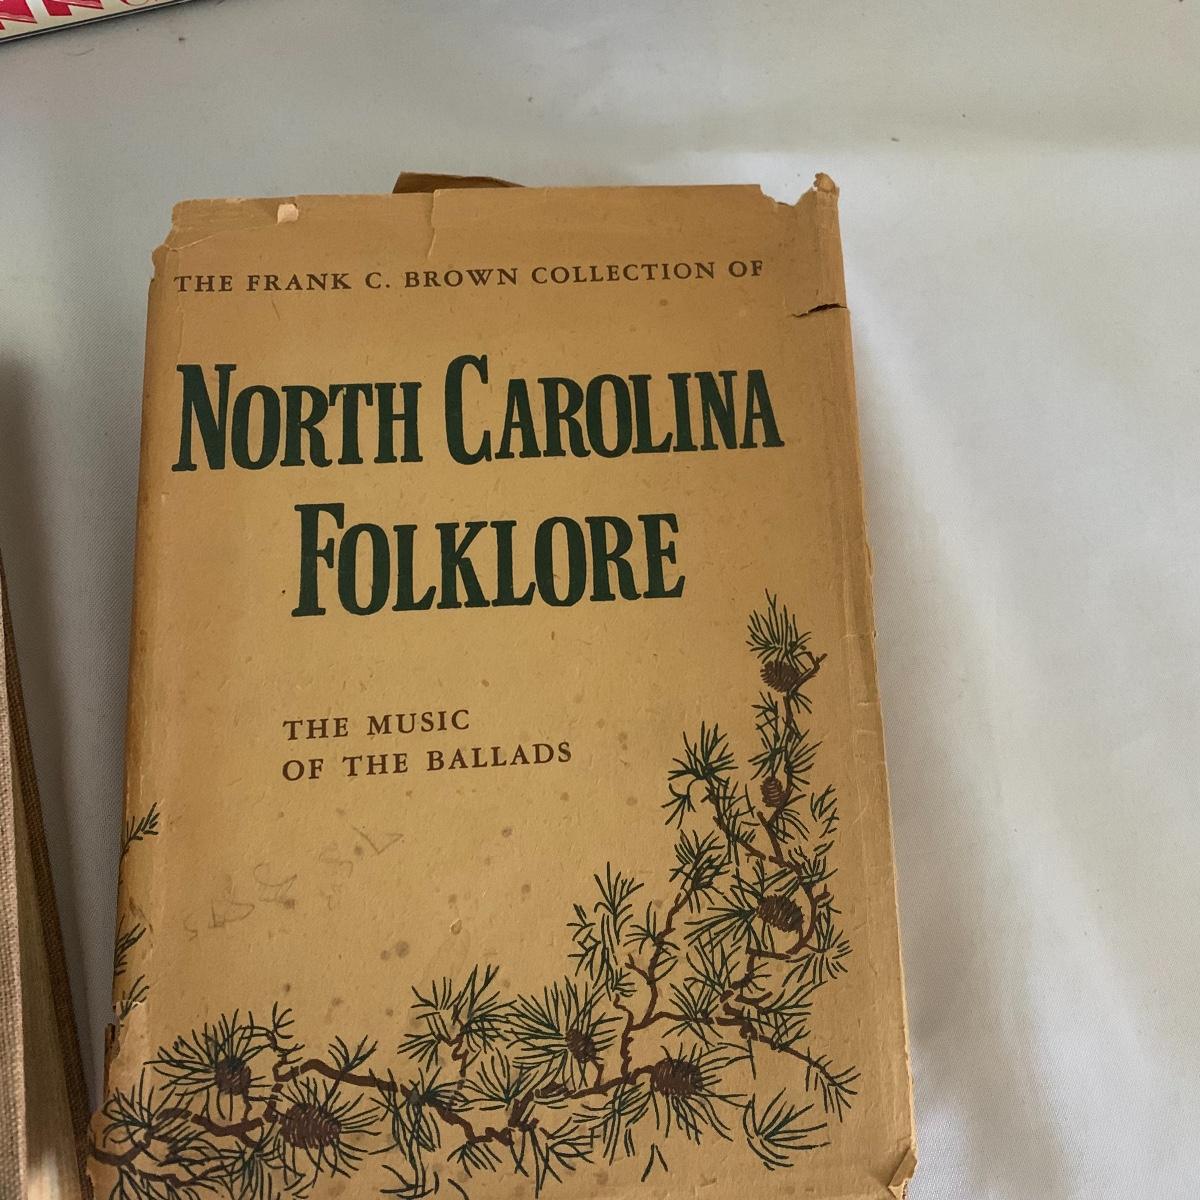 THE FRANK C. BROWN COLLECTION OF
NORTH CAROLINA
FOLKLORE
THE MUSIC
OF THE BALLADS